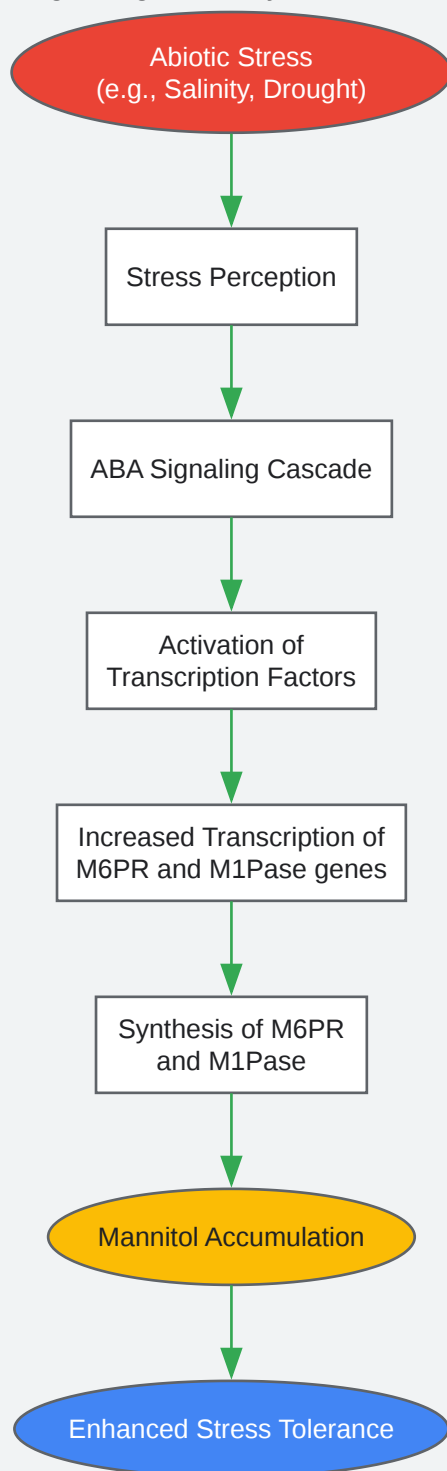 Abiotic Stress
(e.g., Salinity, Drought)
Stress Perception
ABA Signaling Cascade
Activation of
Transcription Factors
Increased Transcription of
M6PR and M1Pase genes
Synthesis of M6PR
and M1Pase
Mannitol Accumulation
Enhanced Stress Tolerance